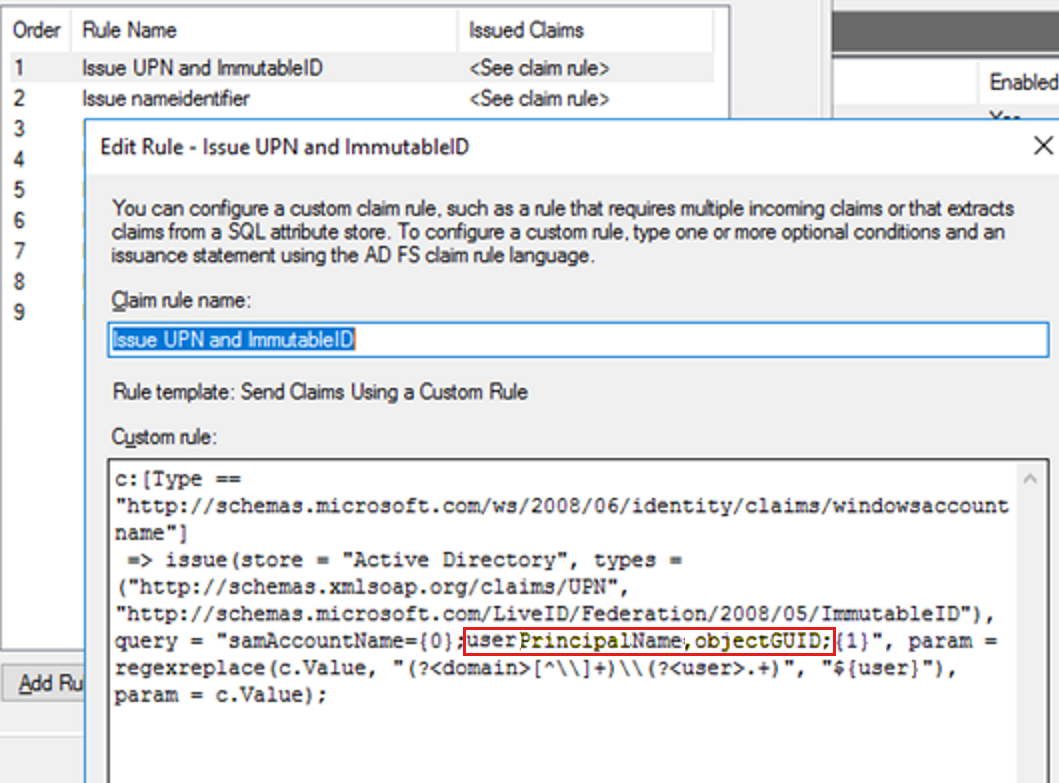 Order Rule Name Issued Claims
1 Issue UPN and ImmutableID <See claim rule>
2 Issue nameidentifier <See claim rule>
3
4
5
6
7
8
9
Enabled
Edit Rule - Issue UPN and ImmutableID
You can configure a custom claim rule, such as a rule that requires multiple incoming claims or that extracts
claims from a SQL attribute store. To configure a custom rule, type one or more optional conditions and an
issuance statement using the AD FS claim rule language.
Claim rule name:
Issue UPN and ImmutableID
Rule template: Send Claims Using a Custom Rule
Custom rule:
c:[Type ==
"http://schemas.microsoft.com/ws/2008/06/identity/claims/windowsaccount
name"]
=> issue(store = "Active Directory", types =
("http://schemas.xmlsoap.org/claims/UPN",
"http://schemas.microsoft.com/LiveID/Federation/2008/05/ImmutableID"),
query = "samAccountName={0};userPrincipalName,objectGUID;{1}", param =
regexreplace(c.Value, "(?<domain>[^\\]+)\\(?<user>.+)", "${user}"),
param = c.Value);
Add Ru